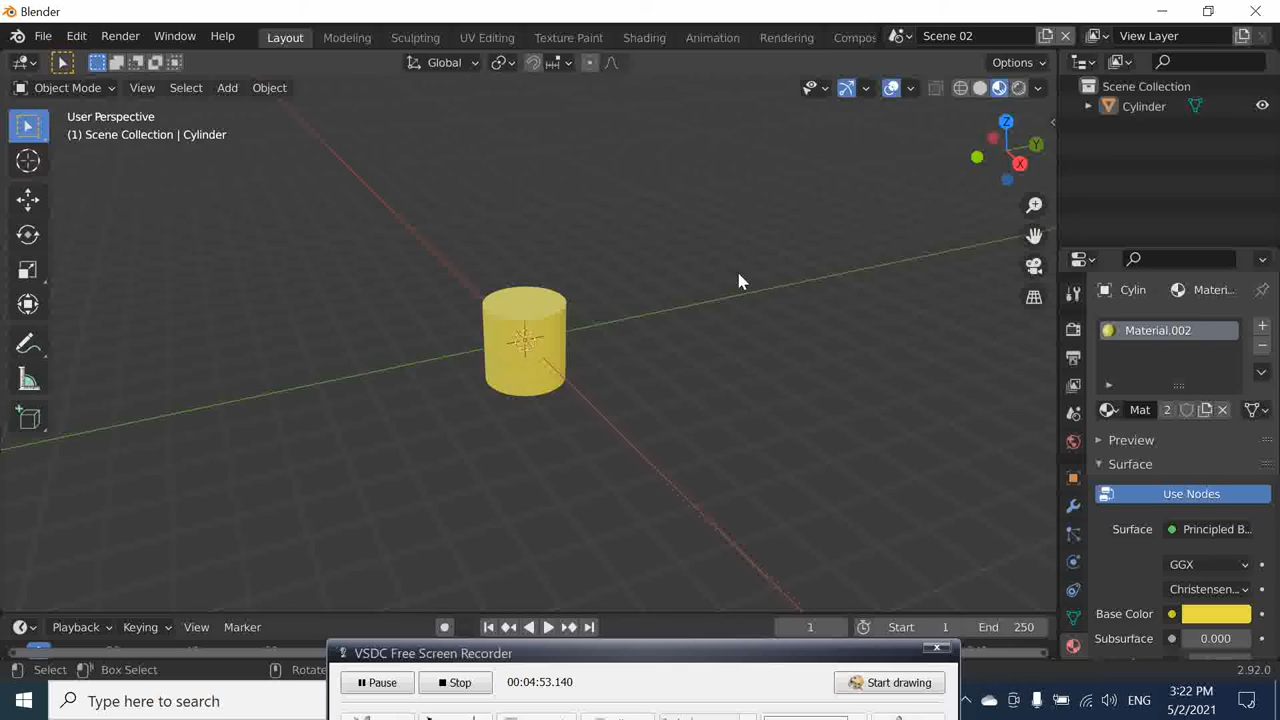 Blender
File Edit Render Window Help
Layout Modeling Sculpting UV Editing Texture Paint Shading Animation Rendering Compos
Scene 02
View Layer
Global
Options
Object Mode View Select Add Object
User Perspective
(1) Scene Collection | Cylinder
Z
Y
X
Scene Collection
Cylinder
Cylin Materi...
Material.002
Mat 2
Preview
Surface
Use Nodes
Surface Principled B...
GGX
Christensen...
Base Color
Subsurface 0.000
Playback Keying View Marker
1 Start 1 End 250
Select Box Select Rotate
2.92.0
VSDC Free Screen Recorder
Pause Stop 00:04:53.140 Start drawing
Type here to search
ENG
3:22 PM
5/2/2021